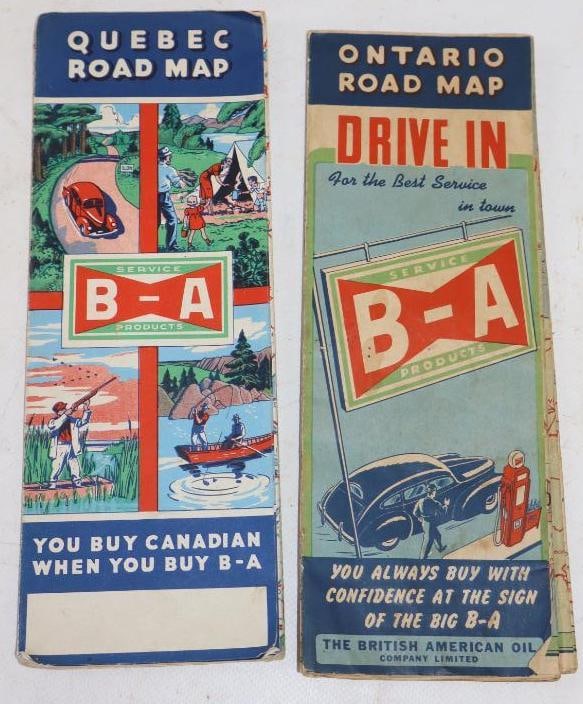 QUEBEC
ROAD MAP
SERVICE
B-A
PRODUCTS
YOU BUY CANADIAN
WHEN YOU BUY B-A
ONTARIO
ROAD MAP
DRIVE IN
For the Best Service
in town
SERVICE
B-A
PRODUCTS
YOU ALWAYS BUY WITH
CONFIDENCE AT THE SIGN
OF THE BIG B-A
THE BRITISH AMERICAN OIL
COMPANY LIMITED